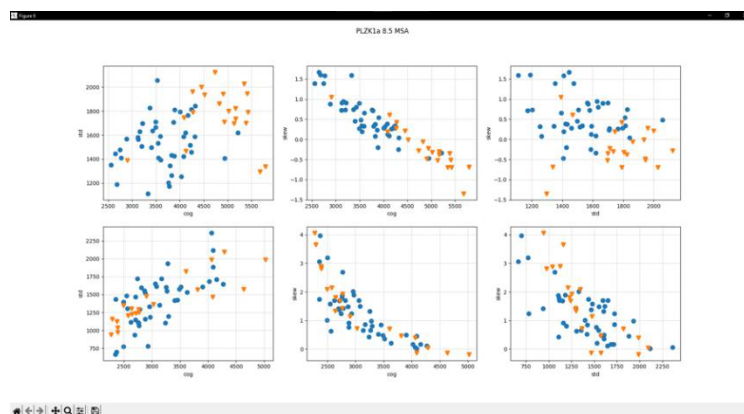 Figure 5
PLZK1a 8.5 MSA
2000
1800
1600
1400
1200
std
2500 3000 3500 4000 4500 5000 5500
cog
1.5
1.0
0.5
0.0
−0.5
−1.0
−1.5
skew
2500 3000 3500 4000 4500 5000 5500
cog
1.5
1.0
0.5
0.0
−0.5
−1.0
−1.5
skew
1200 1400 1600 1800 2000
std
2250
2000
1750
1500
1250
1000
750
std
2500 3000 3500 4000 4500 5000
cog
4
3
2
1
0
skew
2500 3000 3500 4000 4500 5000
cog
4
3
2
1
0
skew
750 1000 1250 1500 1750 2000 2250
std